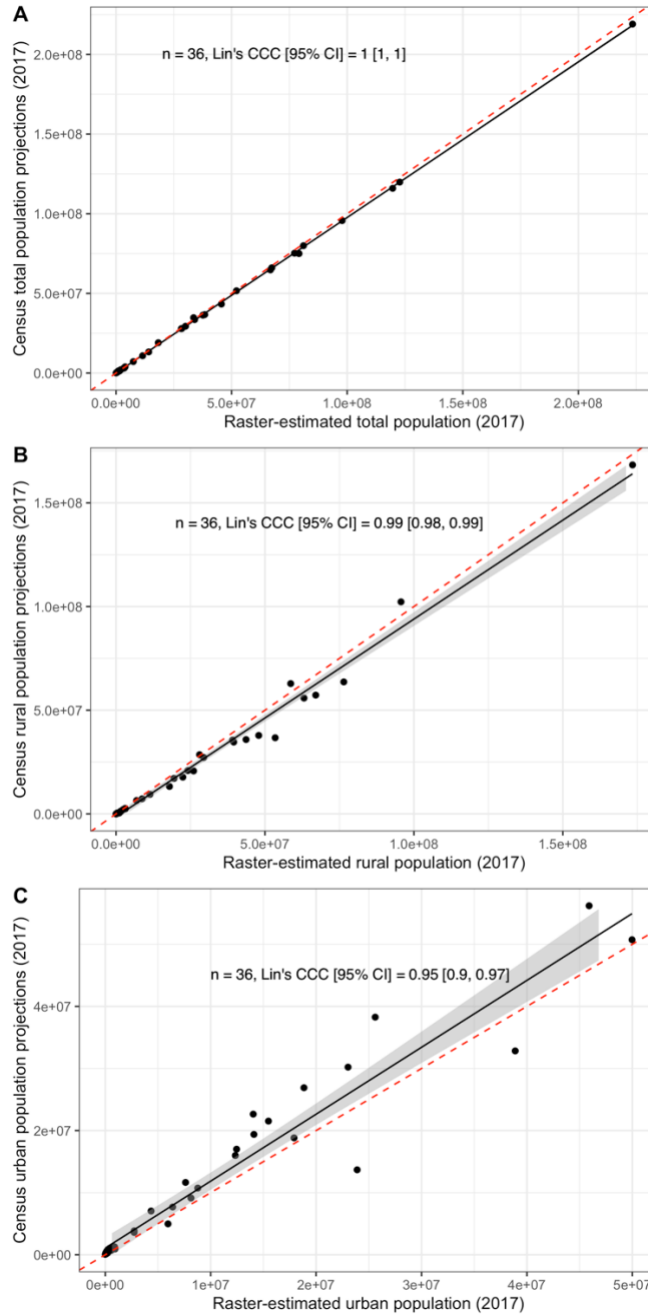 A
n = 36, Lin's CCC [95% CI] = 1 [1, 1]
Census total population projections (2017)
2.0e+08
1.5e+08
1.0e+08
5.0e+07
0.0e+00
0.0e+00 5.0e+07 1.0e+08 1.5e+08 2.0e+08
Raster-estimated total population (2017)
B
n = 36, Lin's CCC [95% CI] = 0.99 [0.98, 0.99]
Census rural population projections (2017)
1.5e+08
1.0e+08
5.0e+07
0.0e+00
0.0e+00 5.0e+07 1.0e+08 1.5e+08
Raster-estimated rural population (2017)
C
n = 36, Lin's CCC [95% CI] = 0.95 [0.9, 0.97]
Census urban population projections (2017)
4e+07
2e+07
0e+00
0e+00 1e+07 2e+07 3e+07 4e+07 5e+07
Raster-estimated urban population (2017)